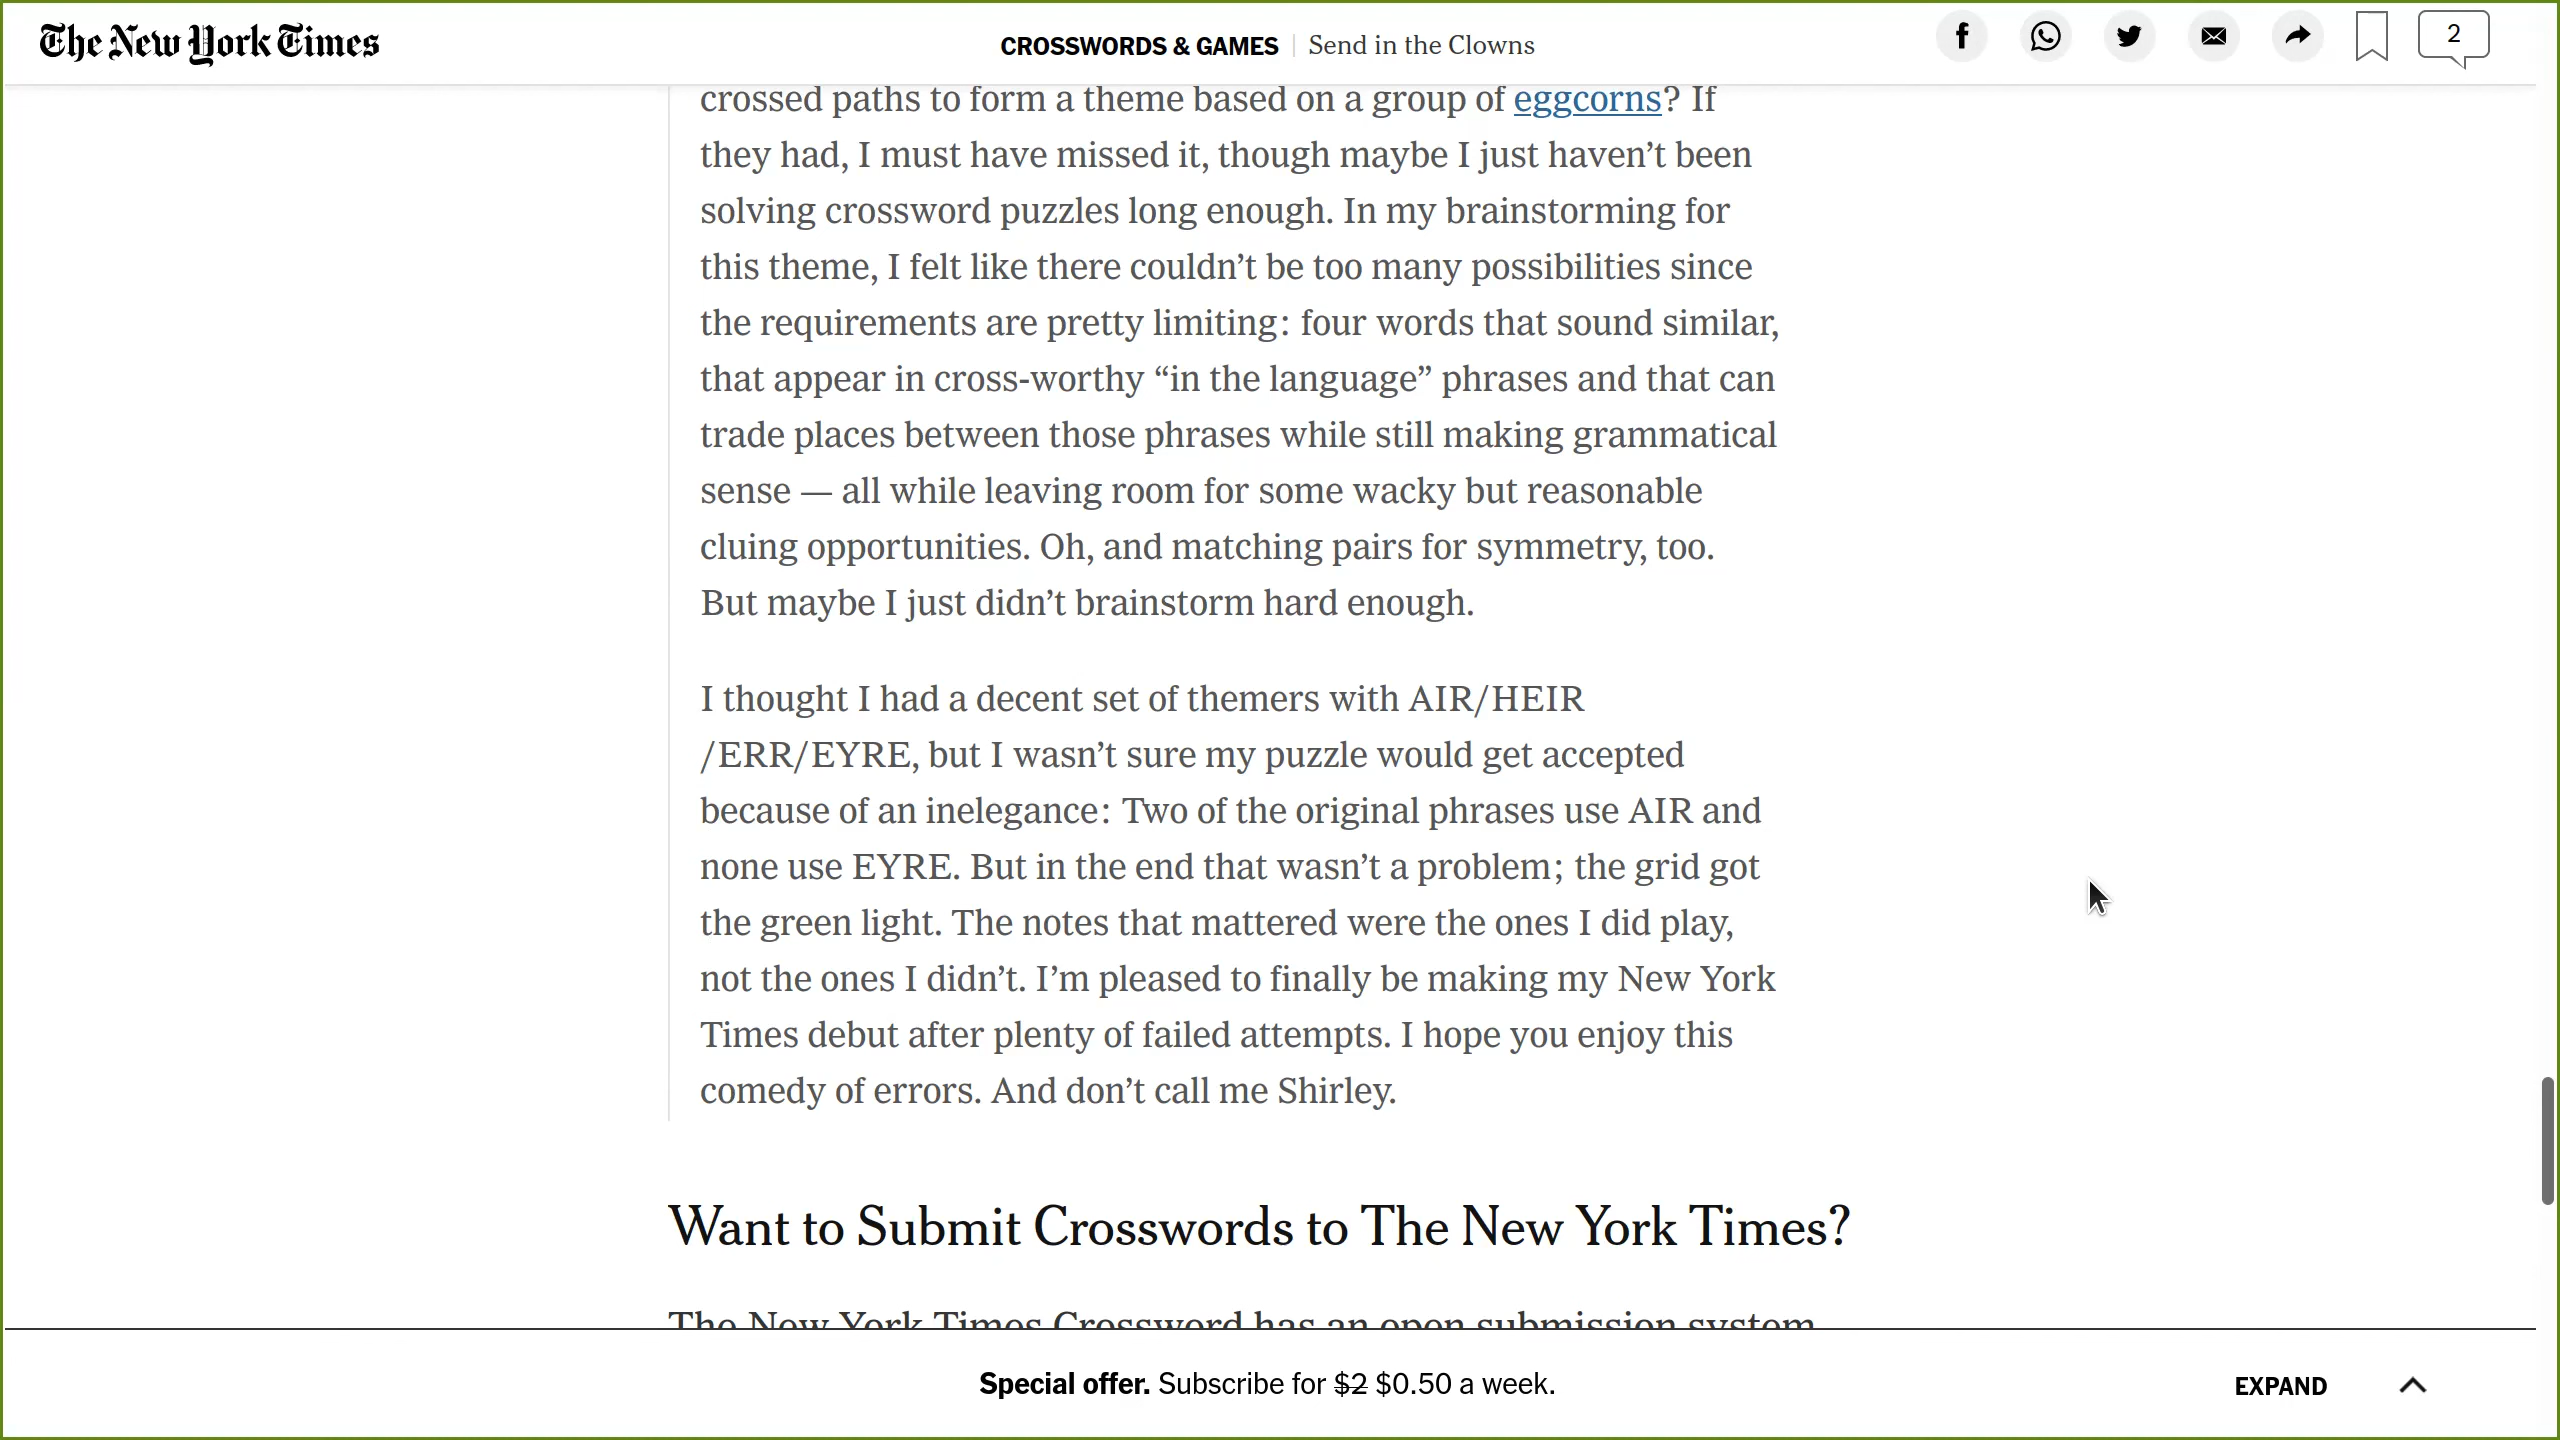 The New York Times
CROSSWORDS & GAMES | Send in the Clowns
2
crossed paths to form a theme based on a group of eggcorns? If
they had, I must have missed it, though maybe I just haven’t been
solving crossword puzzles long enough. In my brainstorming for
this theme, I felt like there couldn’t be too many possibilities since
the requirements are pretty limiting: four words that sound similar,
that appear in cross-worthy “in the language” phrases and that can
trade places between those phrases while still making grammatical
sense — all while leaving room for some wacky but reasonable
cluing opportunities. Oh, and matching pairs for symmetry, too.
But maybe I just didn’t brainstorm hard enough.
I thought I had a decent set of themers with AIR/HEIR
/ERR/EYRE, but I wasn’t sure my puzzle would get accepted
because of an inelegance: Two of the original phrases use AIR and
none use EYRE. But in the end that wasn’t a problem; the grid got
the green light. The notes that mattered were the ones I did play,
not the ones I didn’t. I’m pleased to finally be making my New York
Times debut after plenty of failed attempts. I hope you enjoy this
comedy of errors. And don’t call me Shirley.
Want to Submit Crosswords to The New York Times?
The New York Times Crossword has an open submission system
Special offer. Subscribe for $2 $0.50 a week.
EXPAND